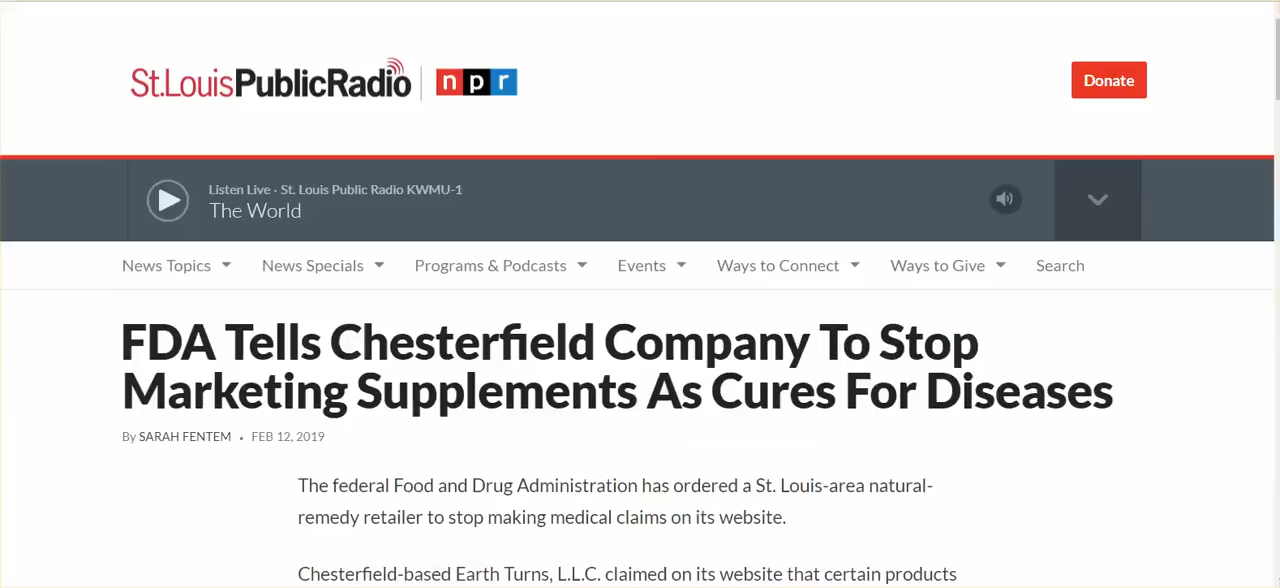 St.LouisPublicRadio | npr
Donate
Listen Live · St. Louis Public Radio KWMU-1
The World
News Topics News Specials Programs & Podcasts Events Ways to Connect Ways to Give Search
FDA Tells Chesterfield Company To Stop
Marketing Supplements As Cures For Diseases
By SARAH FENTEM • FEB 12, 2019
The federal Food and Drug Administration has ordered a St. Louis-area natural-
remedy retailer to stop making medical claims on its website.
Chesterfield-based Earth Turns, L.L.C. claimed on its website that certain products